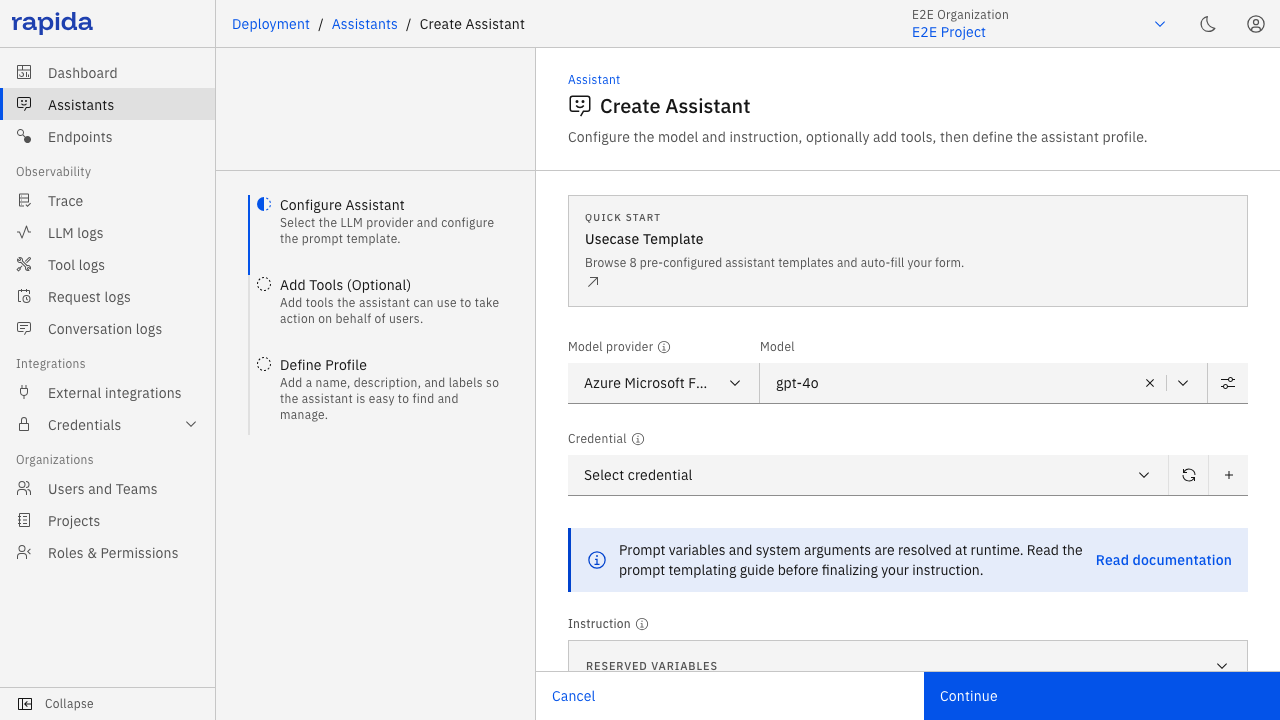 rapida
Deployment / Assistants / Create Assistant
E2E Organization
E2E Project
Dashboard
Assistants
Endpoints
Observability
Trace
LLM logs
Tool logs
Request logs
Conversation logs
Integrations
External integrations
Credentials
Organizations
Users and Teams
Projects
Roles & Permissions
Collapse
Configure Assistant
Select the LLM provider and configure
the prompt template.
Add Tools (Optional)
Add tools the assistant can use to take
action on behalf of users.
Define Profile
Add a name, description, and labels so
the assistant is easy to find and
manage.
Assistant
Create Assistant
Configure the model and instruction, optionally add tools, then define the assistant profile.
QUICK START
Usecase Template
Browse 8 pre-configured assistant templates and auto-fill your form.
Model provider
Model
Azure Microsoft F...
gpt-4o
Credential
Select credential
Prompt variables and system arguments are resolved at runtime. Read the
prompt templating guide before finalizing your instruction.
Read documentation
Instruction
RESERVED VARIABLES
Cancel
Continue